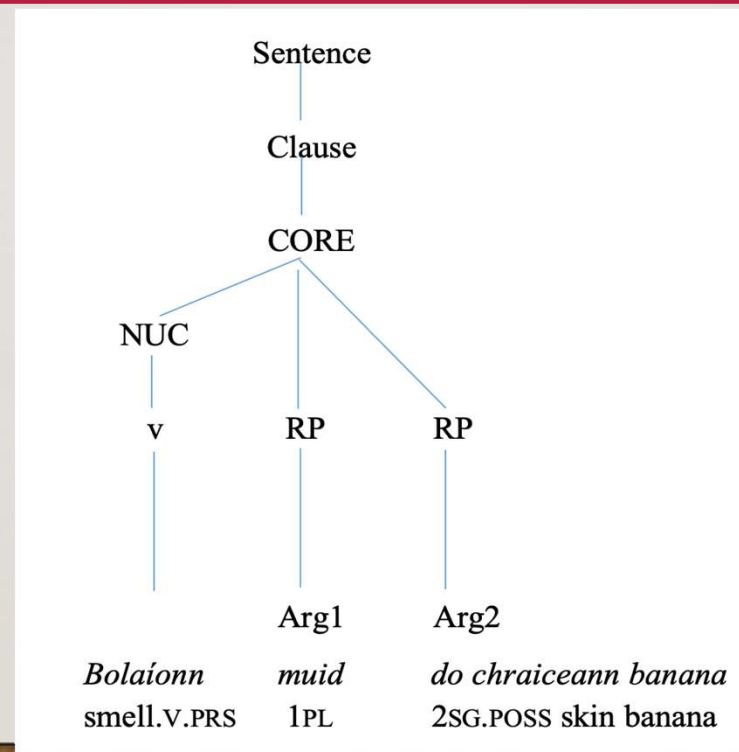 Sentence
Clause
CORE
NUC
v RP RP
Arg1 Arg2
Bolaíonn muid do chraiceann banana
smell.V.PRS 1PL 2SG.POSS skin banana